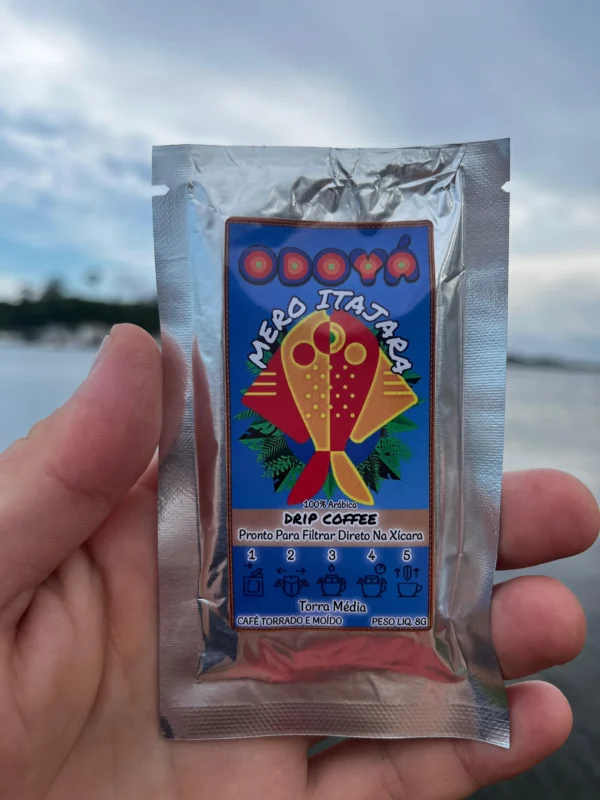 ODOYÁ
MERO ITAJARA
100% Arábica
DRIP COFFEE
Pronto Para Filtrar Direto Na Xícara
1 2 3 4 5
Torra Média
CAFÉ TORRADO E MOÍDO PESO LIQ. 8G